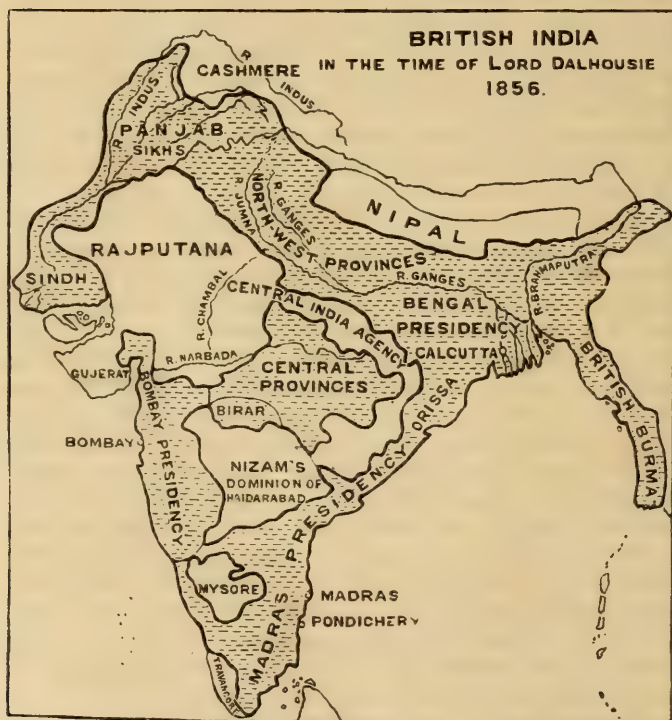 BRITISH INDIA
IN THE TIME OF LORD DALHOUSIE
1856.
CASHMERE
R INDUS
R INDUS
PANJAB
SIKHS
NIPAL
R. JUMNA
R. GANGES
NORTH-WEST PROVINCES
RAJPUTANA
SINDH
R. CHAMBAL
R. GANGES
R. BRAHMAPUTRA
CENTRAL INDIA AGENCY
BENGAL
PRESIDENCY
CALCUTTA
GUJERAT
R. NARBADA
CENTRAL
PROVINCES
BIRAR
ORISSA
BRITISH BURMA
BOMBAY
BOMBAY PRESIDENCY
NIZAM'S
DOMINION OF
HAIDARABAD
MYSORE
MADRAS PRESIDENCY
MADRAS
PONDICHERY
TRAVANCORE